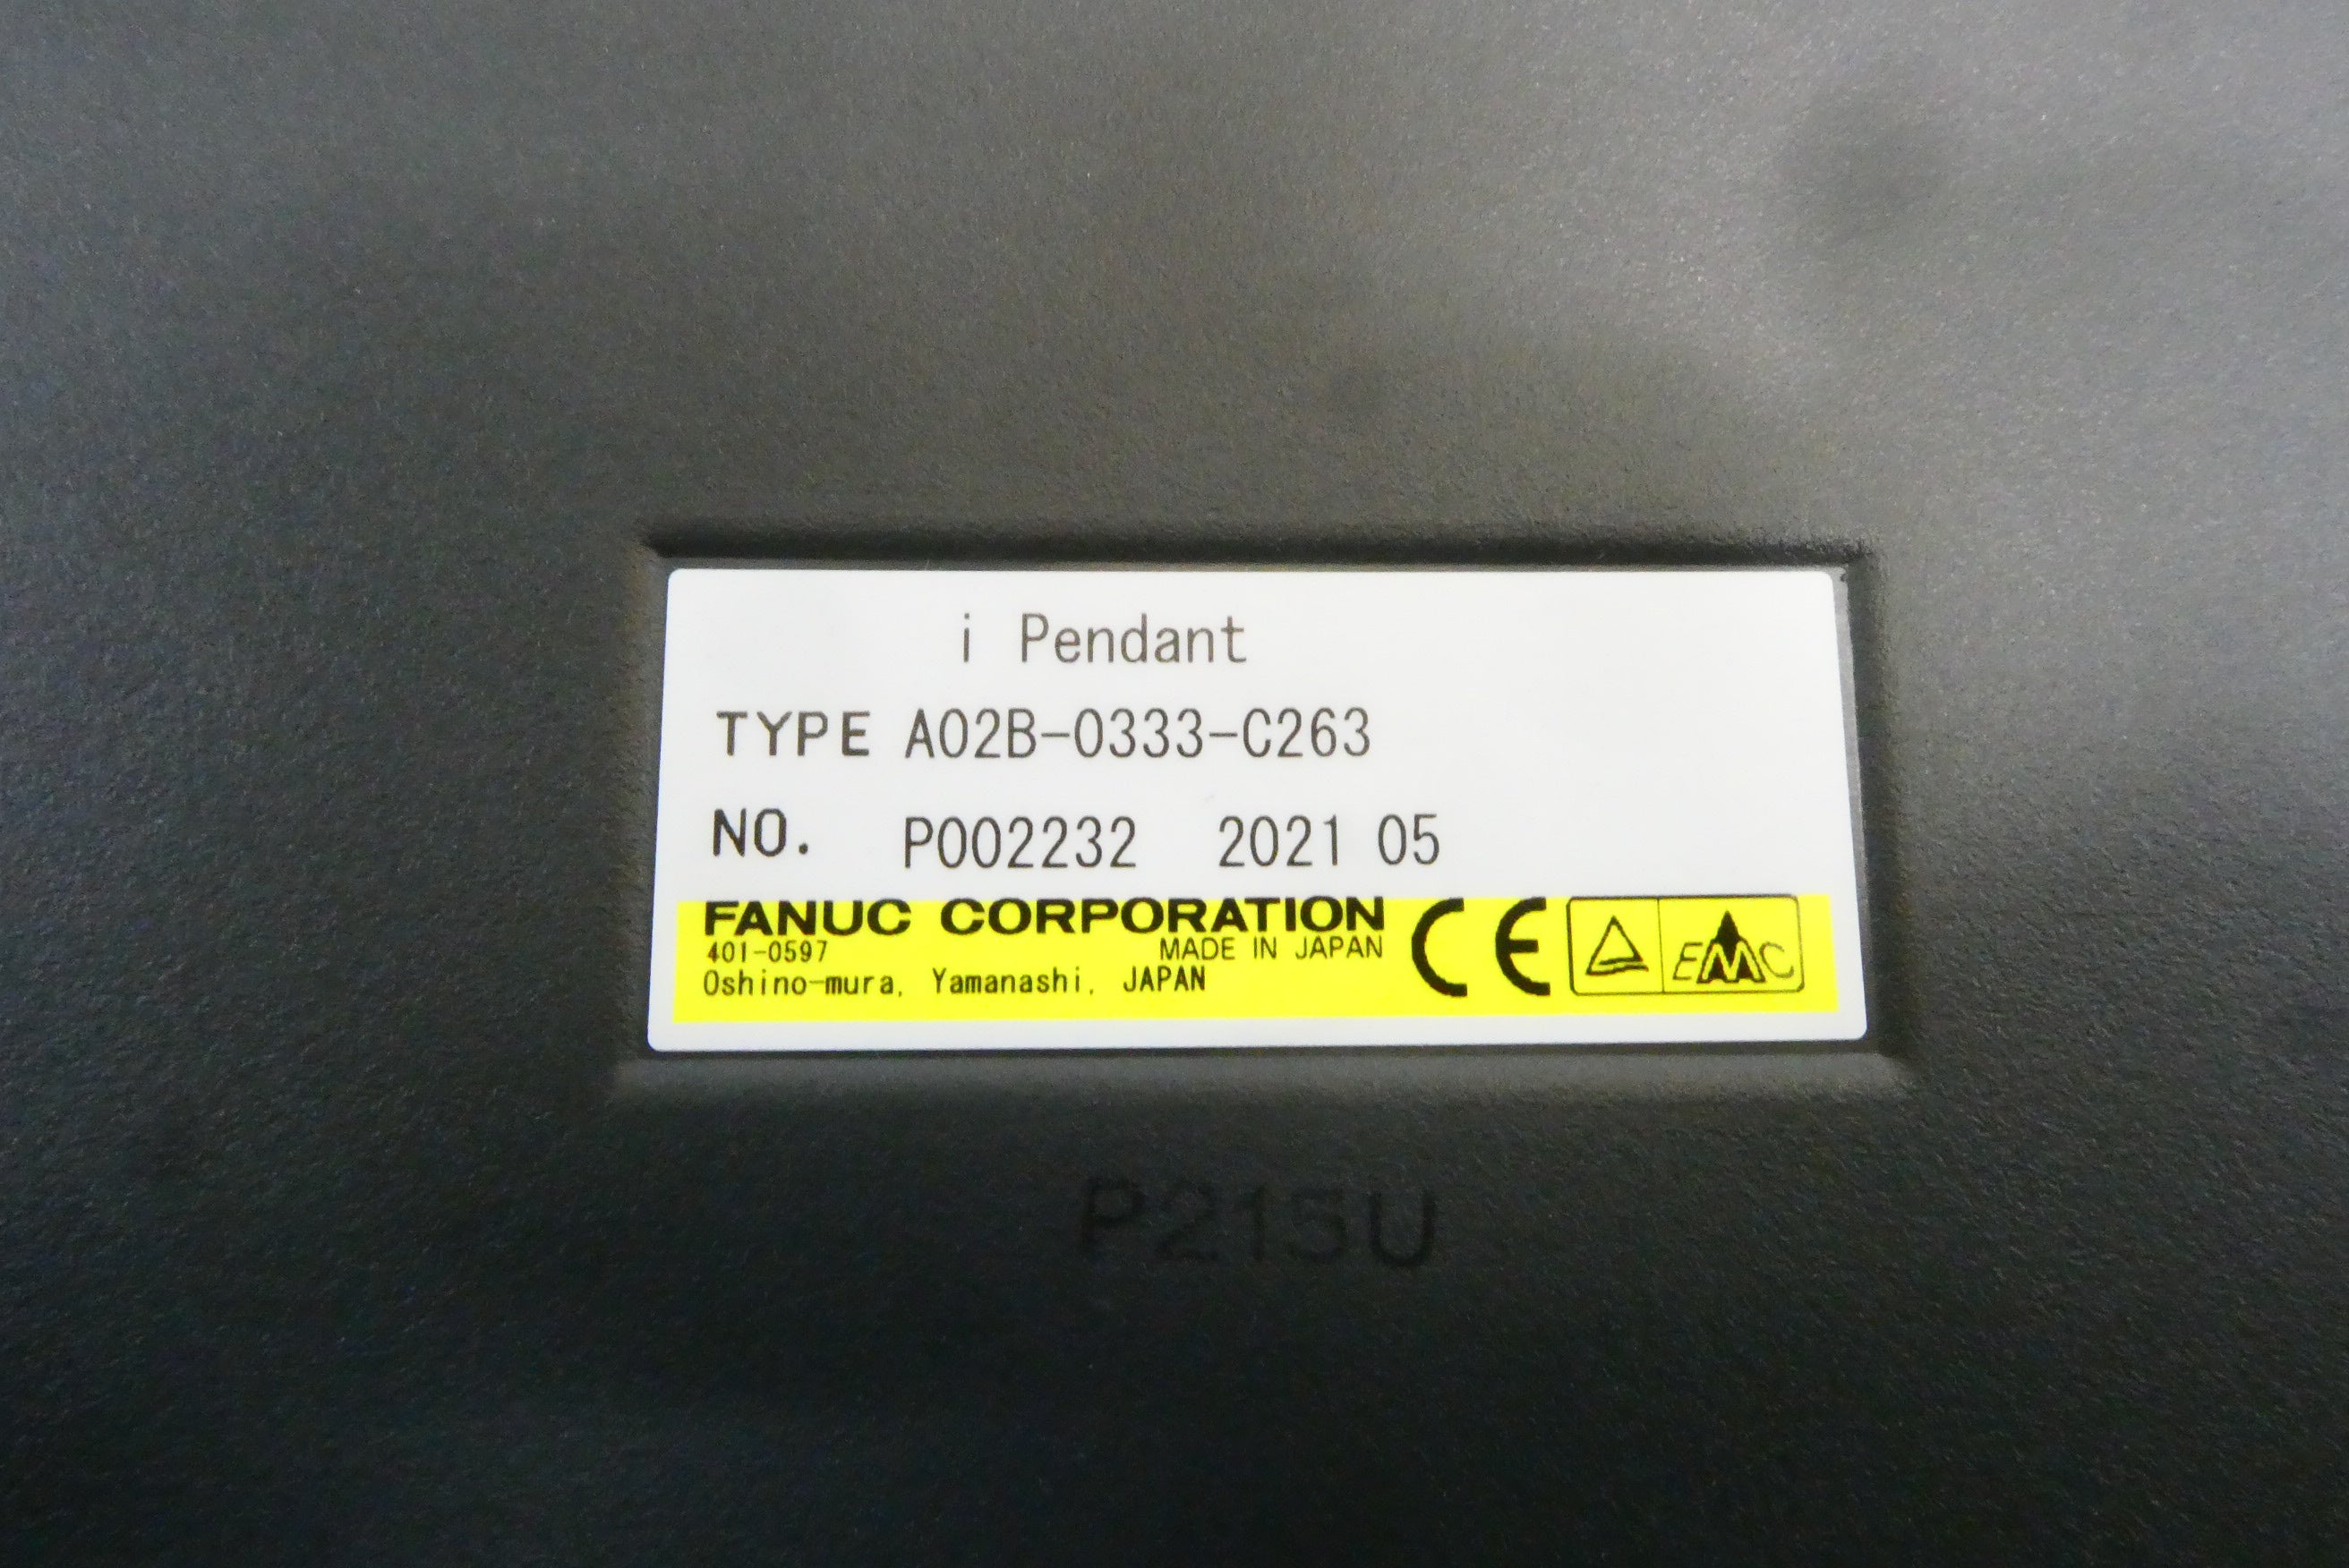 i Pendant
TYPE A02B-0333-C263
NO. P002232 2021 05
FANUC CORPORATION
401-0597 MADE IN JAPAN
Oshino-mura, Yamanashi, JAPAN
CE EMC
P215U